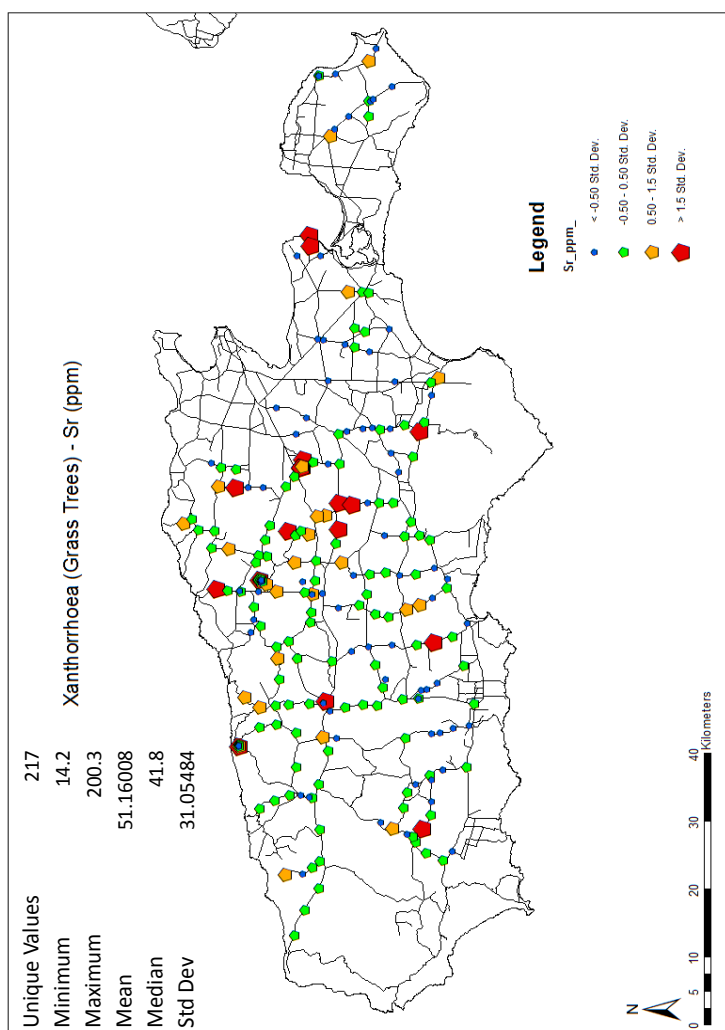 Unique Values 217
Minimum 14.2
Maximum 200.3
Mean 51.16008
Median 41.8
Std Dev 31.05484
Xanthorrhoea (Grass Trees) - Sr (ppm)
Legend
Sr_ppm_
< -0.50 Std. Dev.
-0.50 - 0.50 Std. Dev.
0.50 - 1.5 Std. Dev.
> 1.5 Std. Dev.
N
0 5 10 20 30 40
Kilometers